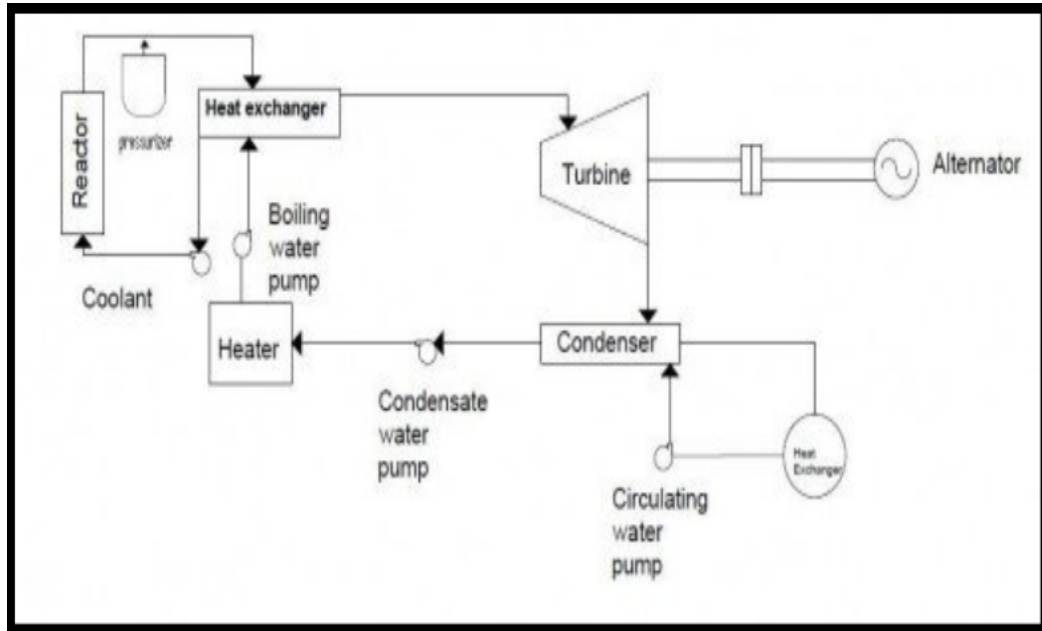 Reactor
pressurizer
Heat exchanger
Turbine
Alternator
Boiling
water
pump
Coolant
Heater
Condenser
Condensate
water
pump
Heat
Exchanger
Circulating
water
pump